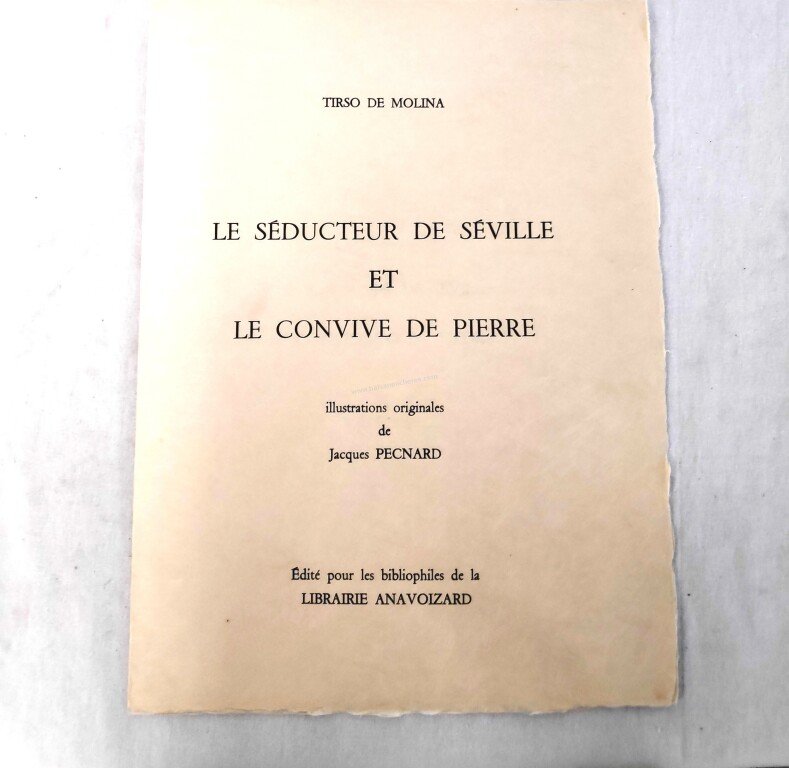 TIRSO DE MOLINA
LE SÉDUCTEUR DE SÉVILLE
ET
LE CONVIVE DE PIERRE
illustrations originales
de
Jacques PECNARD
Édité pour les bibliophiles de la
LIBRAIRIE ANAVOIZARD